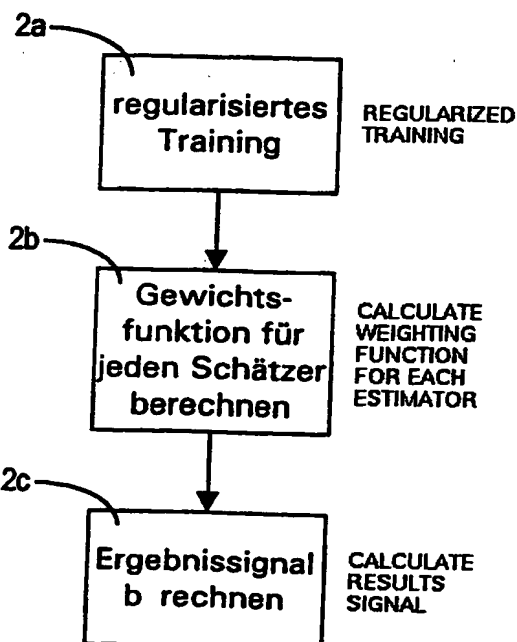 2a
regularisiertes
Training
REGULARIZED
TRAINING
2b
Gewichts-
funktion für
jeden Schätzer
berechnen
CALCULATE
WEIGHTING
FUNCTION
FOR EACH
ESTIMATOR
2c
Ergebnissignal
b rechnen
CALCULATE
RESULTS
SIGNAL